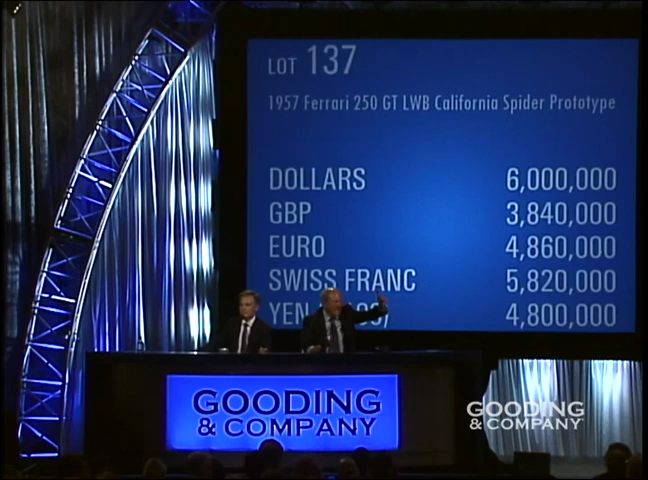 LOT 137
1957 Ferrari 250 GT LWB California Spider Prototype
DOLLARS 6,000,000
GBP 3,840,000
EURO 4,860,000
SWISS FRANC 5,820,000
YEN 4,800,000
GOODING
& COMPANY
GOODING
& COMPANY